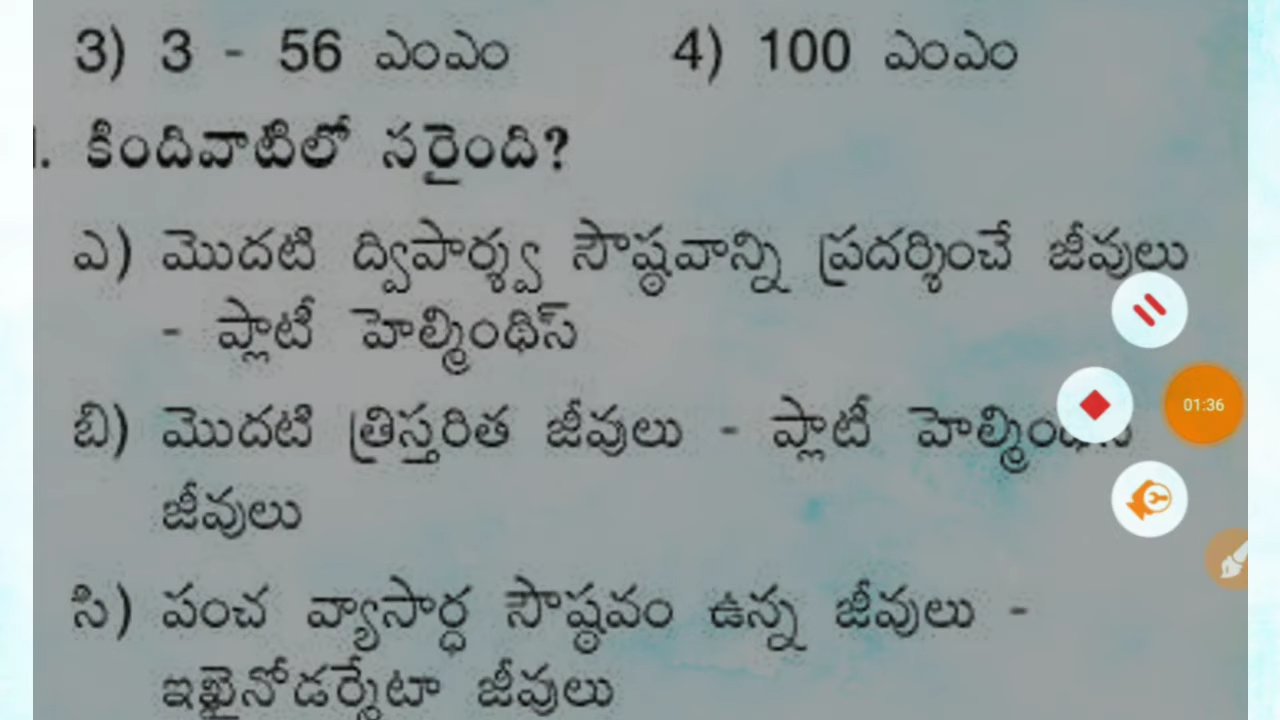 3) 3 - 56 ఎంఎం 4) 100 ఎంఎం
. కిందివాటిలో సరైంది?
ఎ) మొదటి ద్విపార్శ్వ సౌష్ఠవాన్ని ప్రదర్శించే జీవులు
- ప్లాటీ హెల్మింథిస్
బి) మొదటి త్రిస్తరిత జీవులు - ప్లాటీ
జీవులు
01:36
సి) పంచ వ్యాసార్ధ సౌష్ఠవం ఉన్న జీవులు -
ఇఖైనోడర్మేటా జీవులు